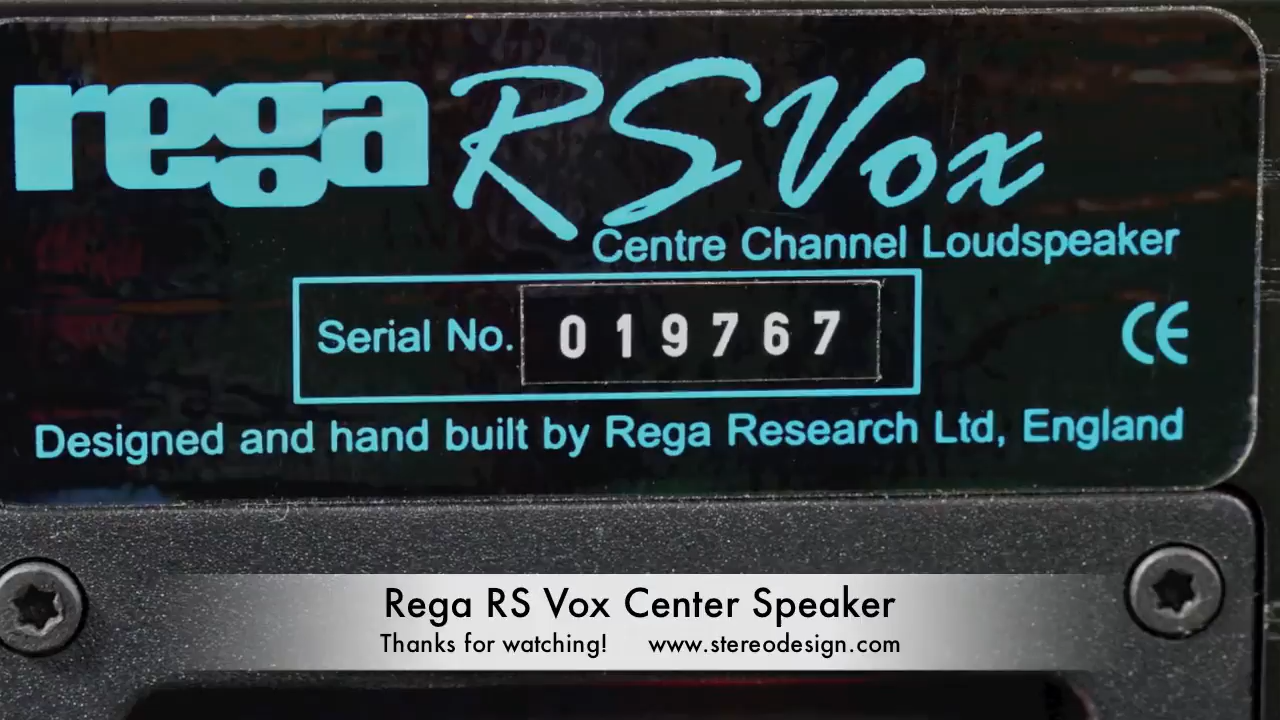 rega RS Vox
Centre Channel Loudspeaker
Serial No. 019767
CE
Designed and hand built by Rega Research Ltd, England
Rega RS Vox Center Speaker
Thanks for watching! www.stereodesign.com